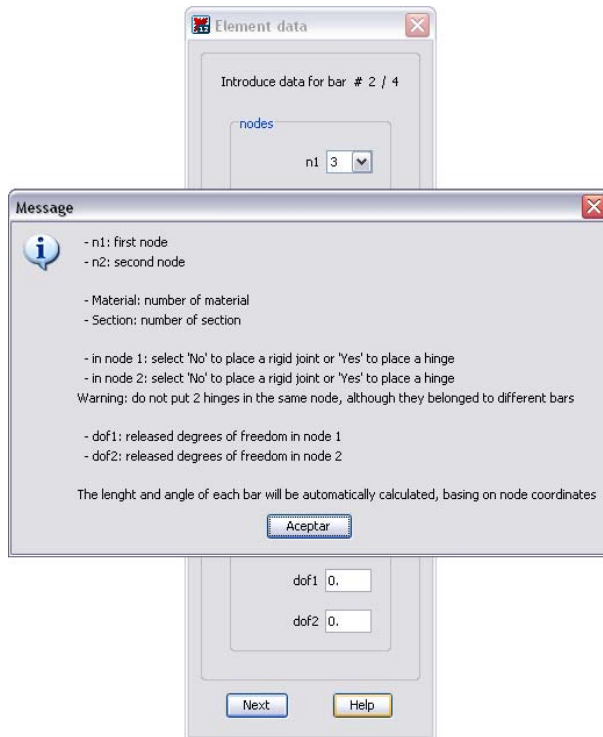 Element data
Introduce data for bar # 2 / 4
nodes
n1 3
Message
- n1: first node
- n2: second node
- Material: number of material
- Section: number of section
- in node 1: select 'No' to place a rigid joint or 'Yes' to place a hinge
- in node 2: select 'No' to place a rigid joint or 'Yes' to place a hinge
Warning: do not put 2 hinges in the same node, although they belonged to different bars
- dof1: released degrees of freedom in node 1
- dof2: released degrees of freedom in node 2
The lenght and angle of each bar will be automatically calculated, basing on node coordinates
Aceptar
dof1 0.
dof2 0.
Next Help